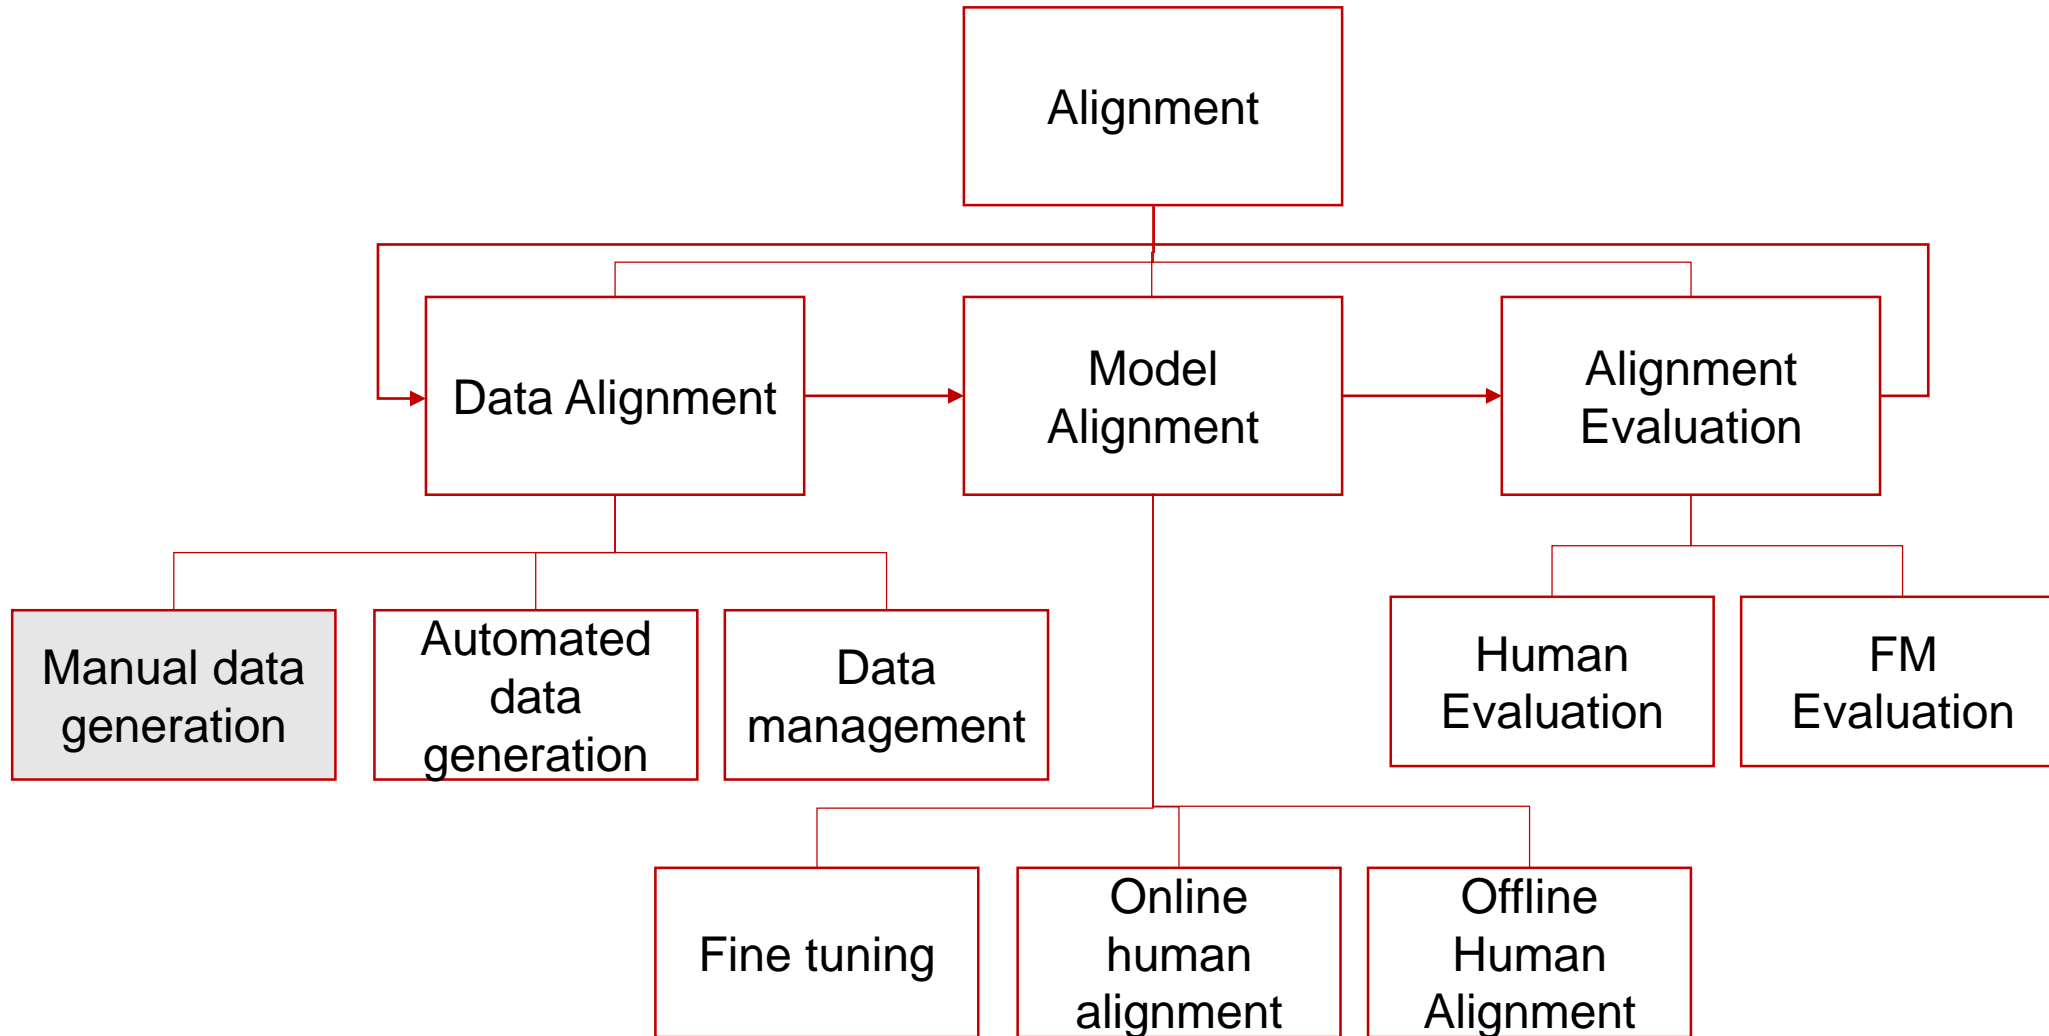 Alignment
Data Alignment
Model
Alignment
Alignment
Evaluation
Manual data
generation
Automated
data
generation
Data
management
Human
Evaluation
FM
Evaluation
Fine tuning
Online
human
alignment
Offline
Human
Alignment